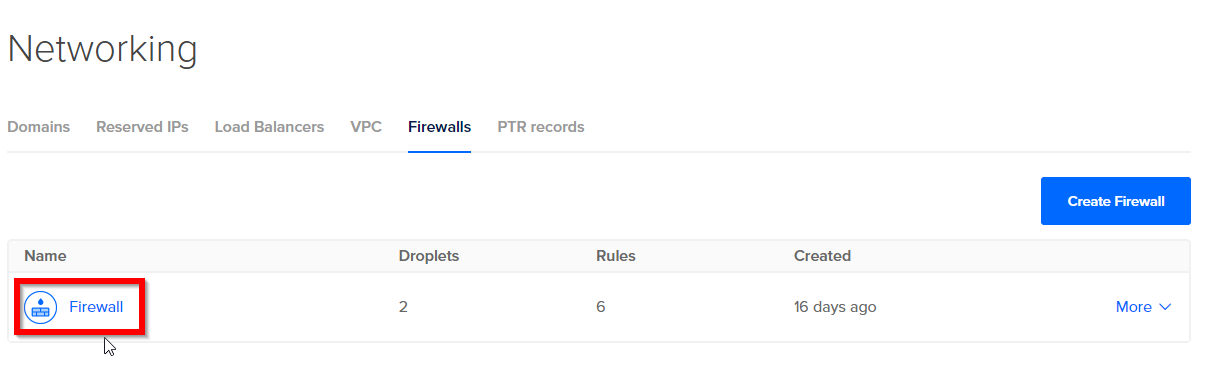 Networking
Domains Reserved IPs Load Balancers VPC Firewalls PTR records
Create Firewall
Name Droplets Rules Created
Firewall 2 6 16 days ago More